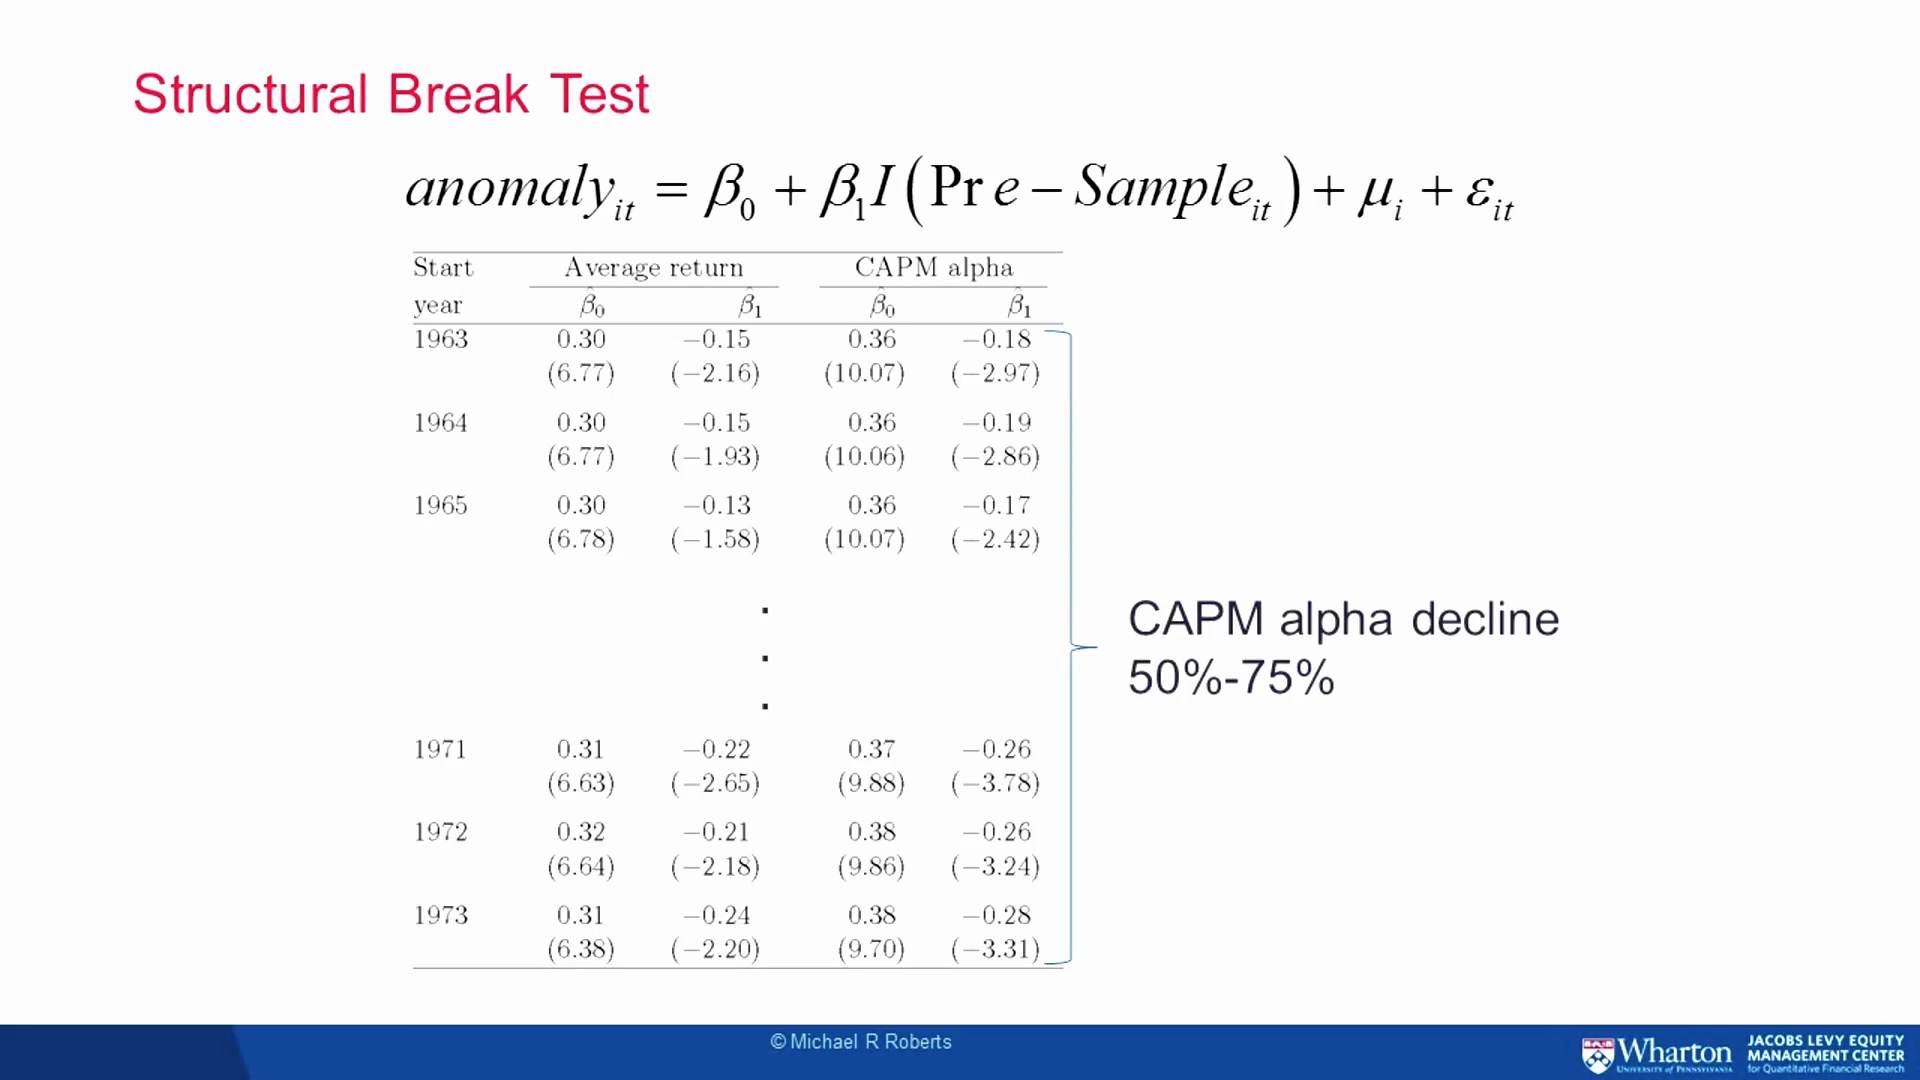 Structural Break Test
anomaly_it = β_0 + β_1 I(Pre − Sample_it) + μ_i + ε_it
Start Average return CAPM alpha
year β̂_0 β̂_1 β̂_0 β̂_1
1963 0.30 −0.15 0.36 −0.18
(6.77) (−2.16) (10.07) (−2.97)
1964 0.30 −0.15 0.36 −0.19
(6.77) (−1.93) (10.06) (−2.86)
1965 0.30 −0.13 0.36 −0.17
(6.78) (−1.58) (10.07) (−2.42)
.
.
.
CAPM alpha decline
50%-75%
1971 0.31 −0.22 0.37 −0.26
(6.63) (−2.65) (9.88) (−3.78)
1972 0.32 −0.21 0.38 −0.26
(6.64) (−2.18) (9.86) (−3.24)
1973 0.31 −0.24 0.38 −0.28
(6.38) (−2.20) (9.70) (−3.31)
© Michael R Roberts
Wharton
UNIVERSITY of PENNSYLVANIA
JACOBS LEVY EQUITY
MANAGEMENT CENTER
for Quantitative Financial Research